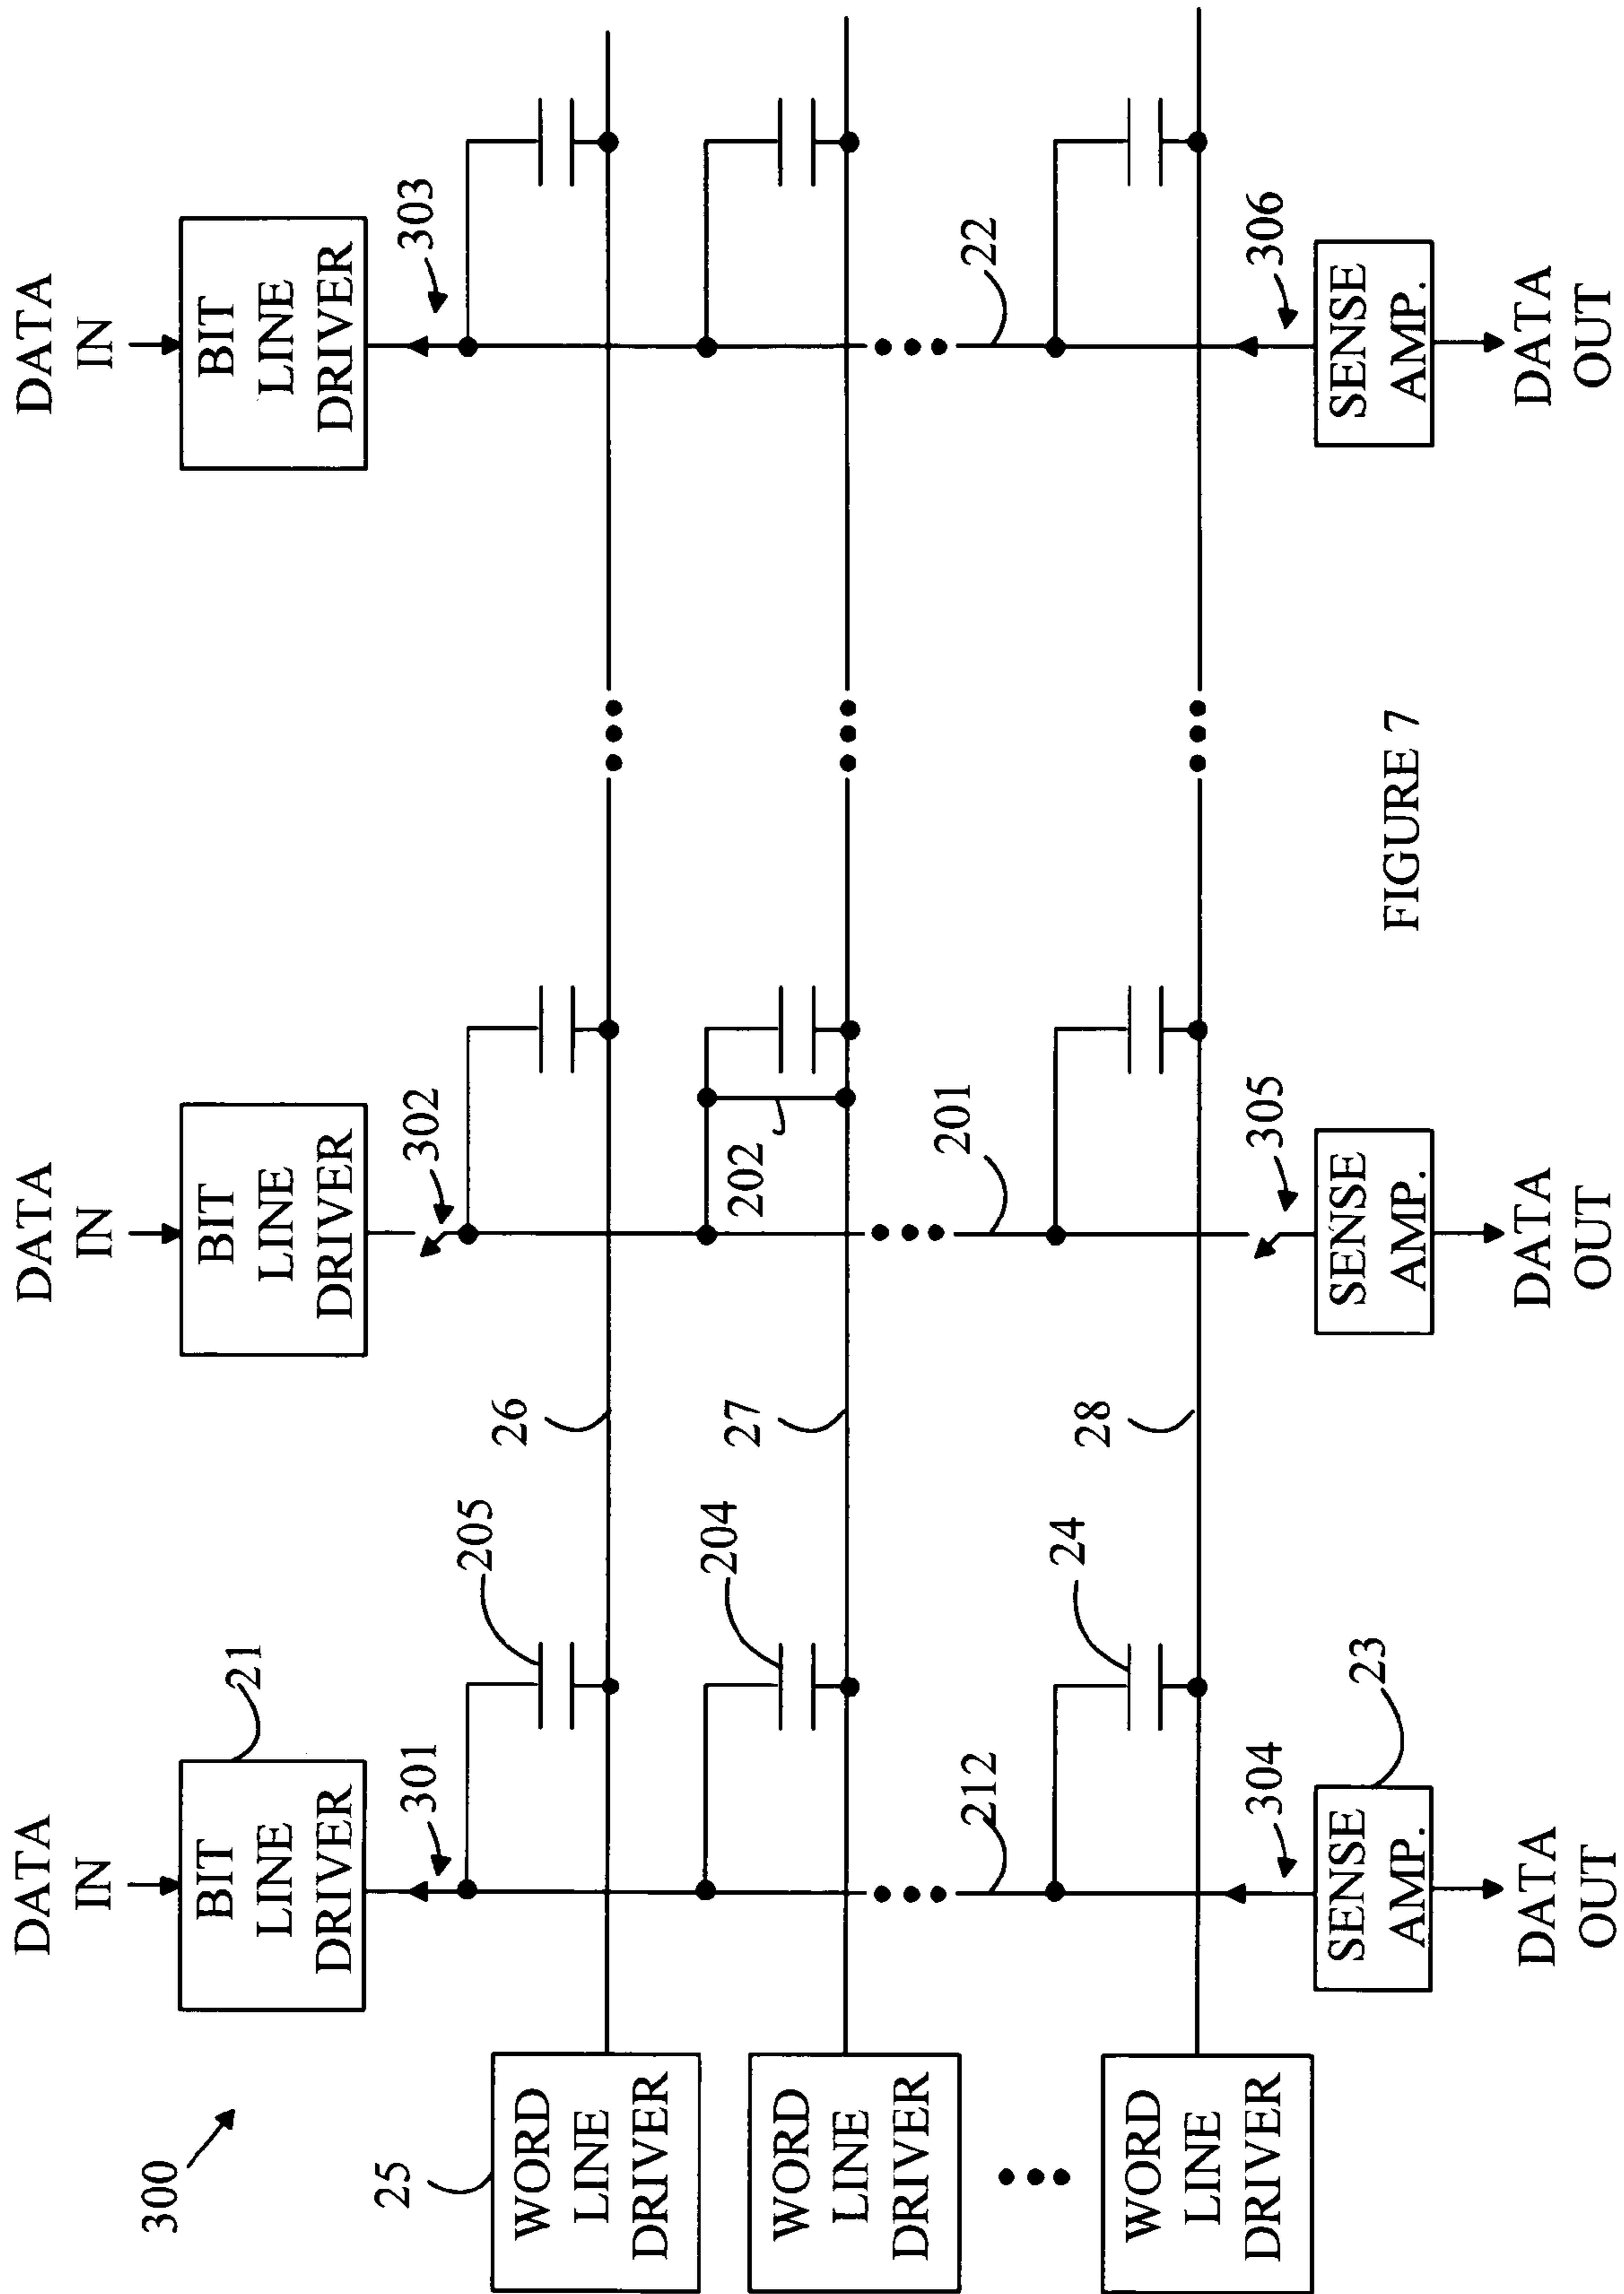 300
DATA
IN
DATA
IN
DATA
IN
BIT
LINE
DRIVER
21
BIT
LINE
DRIVER
BIT
LINE
DRIVER
301
302
303
25
WORD
LINE
DRIVER
205
26
WORD
LINE
DRIVER
204
27
202
212
201
22
WORD
LINE
DRIVER
24
28
304
305
306
SENSE
AMP.
23
SENSE
AMP.
SENSE
AMP.
DATA
OUT
DATA
OUT
DATA
OUT
FIGURE 7